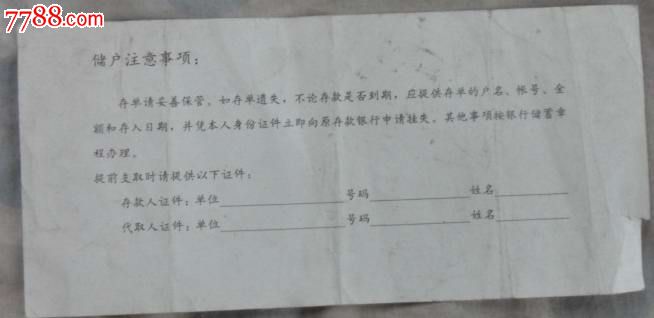 7788.com
储户注意事项：
存单请妥善保管。如存单遗失，不论存款是否到期，应提供存单的户名、帐号、金
额和存入日期，并凭本人身份证件立即向原存款银行申请挂失。其他事项按银行储蓄章
程办理。
提前支取时请提供以下证件：
存款人证件：单位 号码 姓名
代取人证件：单位 号码 姓名
7788.com